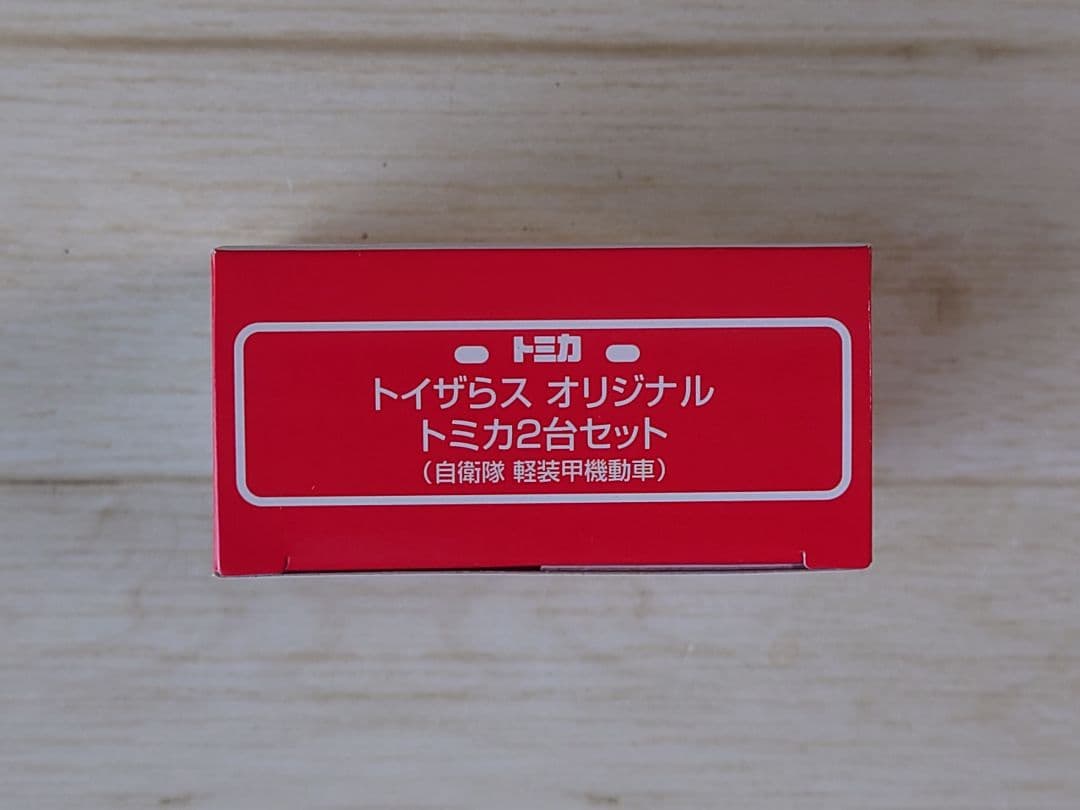 トミカ
トイザらス オリジナル
トミカ2台セット
（自衛隊 軽装甲機動車）